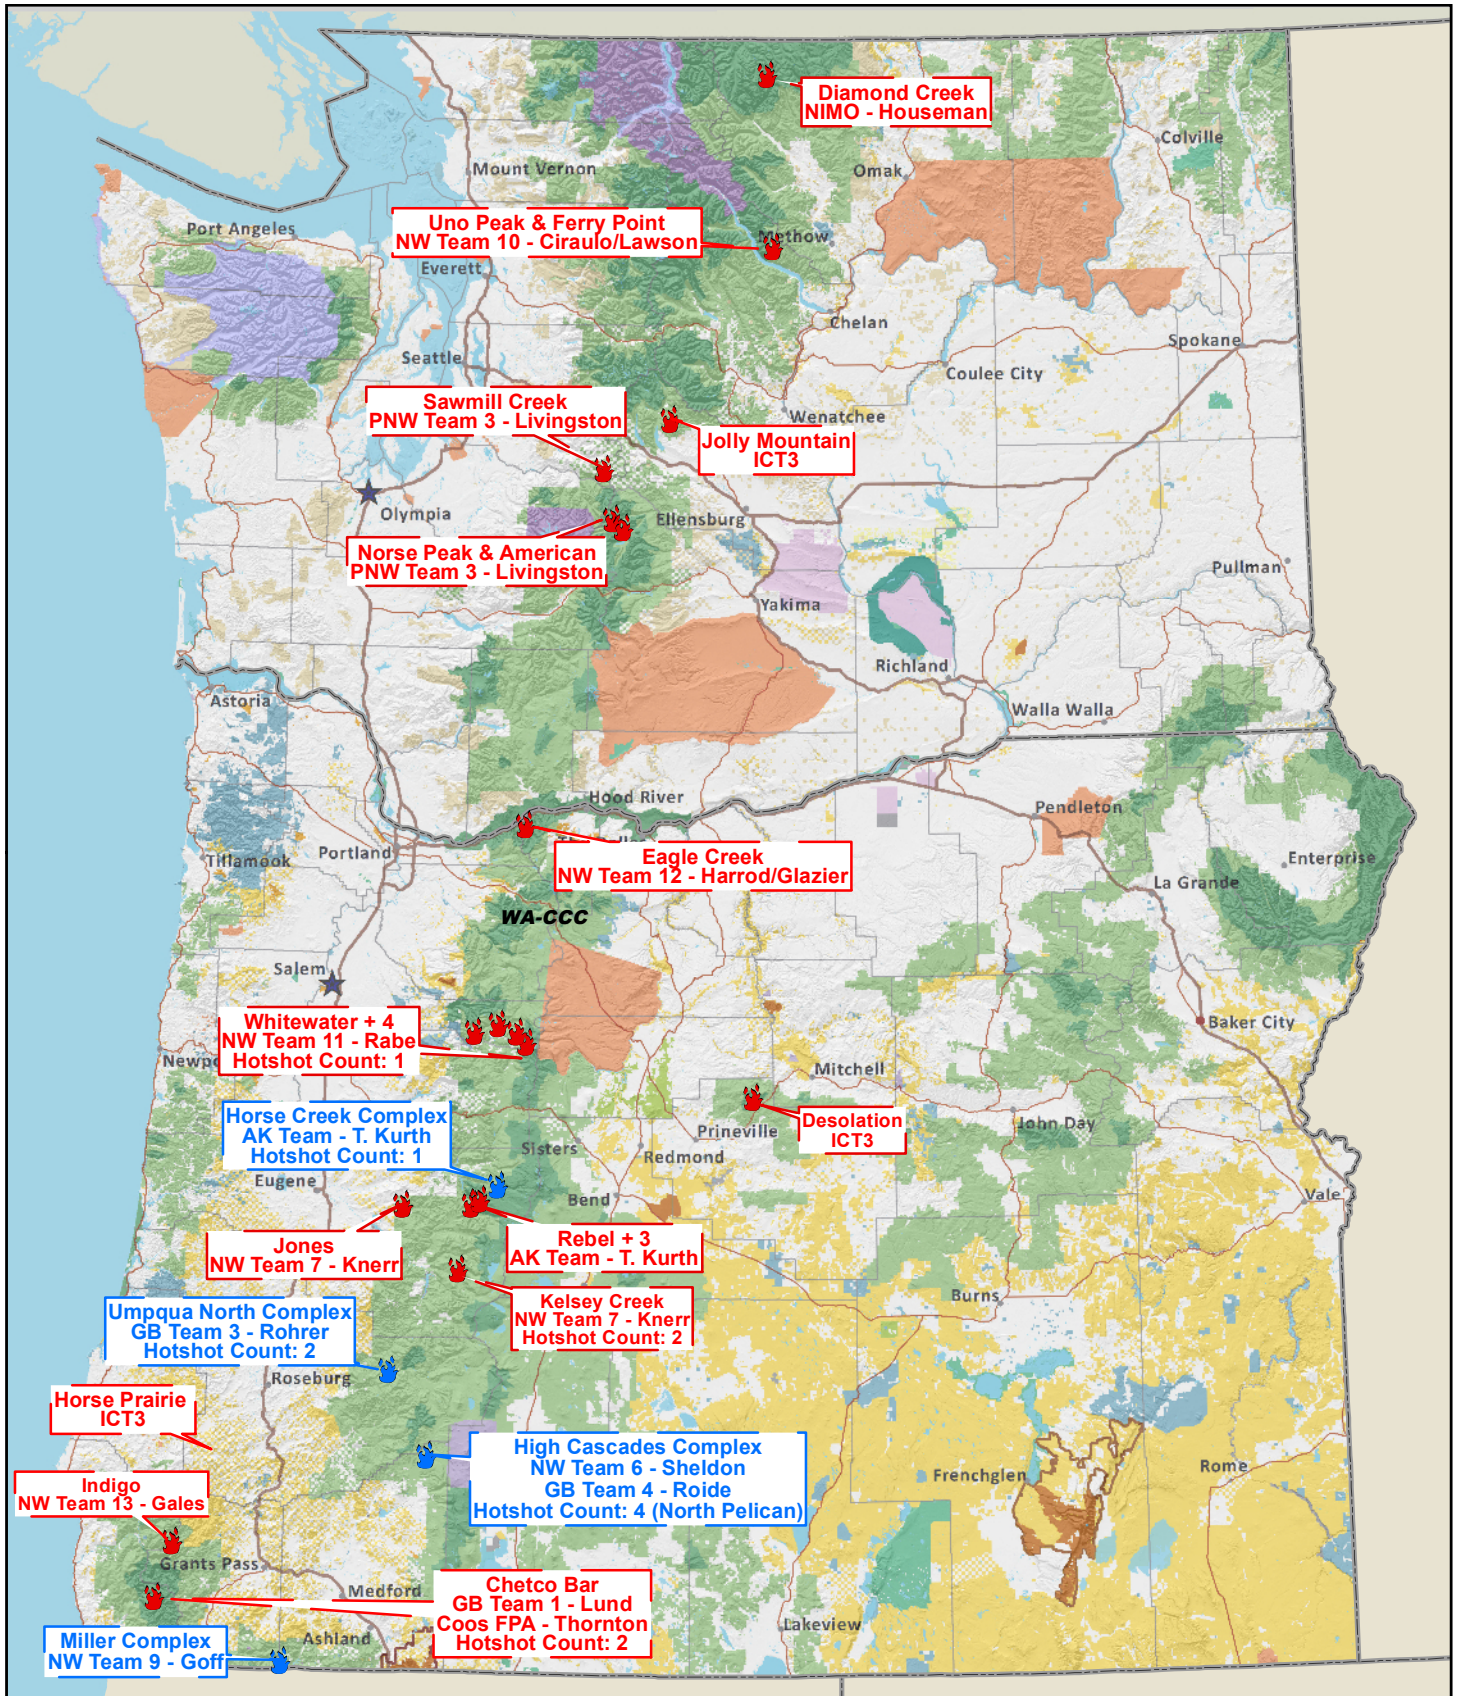 Diamond Creek
NIMO - Houseman
Colville
Mount Vernon
Omak
Port Angeles
Uno Peak & Ferry Point
NW Team 10 - Ciraulo/Lawson
Methow
Everett
Chelan
Spokane
Seattle
Coulee City
Sawmill Creek
PNW Team 3 - Livingston
Wenatchee
Jolly Mountain
ICT3
Olympia
Ellensburg
Norse Peak & American
PNW Team 3 - Livingston
Pullman
Yakima
Richland
Astoria
Walla Walla
Hood River
Pendleton
Portland
Tillamook
Eagle Creek
NW Team 12 - Harrod/Glazier
Enterprise
La Grande
WA-CCC
Salem
Whitewater + 4
NW Team 11 - Rabe
Hotshot Count: 1
Baker City
Newpo
Mitchell
Horse Creek Complex
AK Team - T. Kurth
Hotshot Count: 1
Desolation
ICT3
John Day
Prineville
Sisters
Redmond
Eugene
Bend
Vale
Jones
NW Team 7 - Knerr
Rebel + 3
AK Team - T. Kurth
Kelsey Creek
NW Team 7 - Knerr
Hotshot Count: 2
Burns
Umpqua North Complex
GB Team 3 - Rohrer
Hotshot Count: 2
Roseburg
Horse Prairie
ICT3
High Cascades Complex
NW Team 6 - Sheldon
GB Team 4 - Roide
Hotshot Count: 4 (North Pelican)
Frenchglen
Rome
Indigo
NW Team 13 - Gales
Grants Pass
Medford
Chetco Bar
GB Team 1 - Lund
Coos FPA - Thornton
Hotshot Count: 2
Lakeview
Ashland
Miller Complex
NW Team 9 - Goff